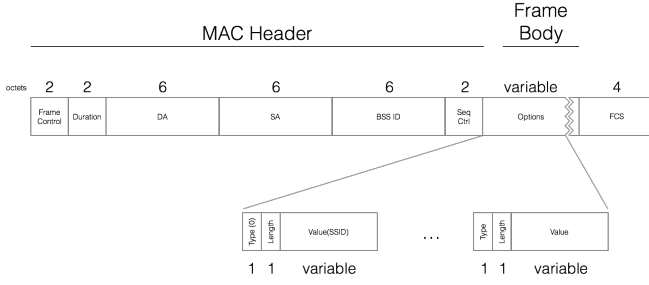 MAC Header
Frame
Body
octets 2 2 6 6 6 2 variable 4
Frame
Control
Duration
DA
SA
BSS ID
Seq
Ctrl
Options
FCS
Type (0)
Length
Value(SSID)
...
Type
Length
Value
1 1 variable
1 1 variable